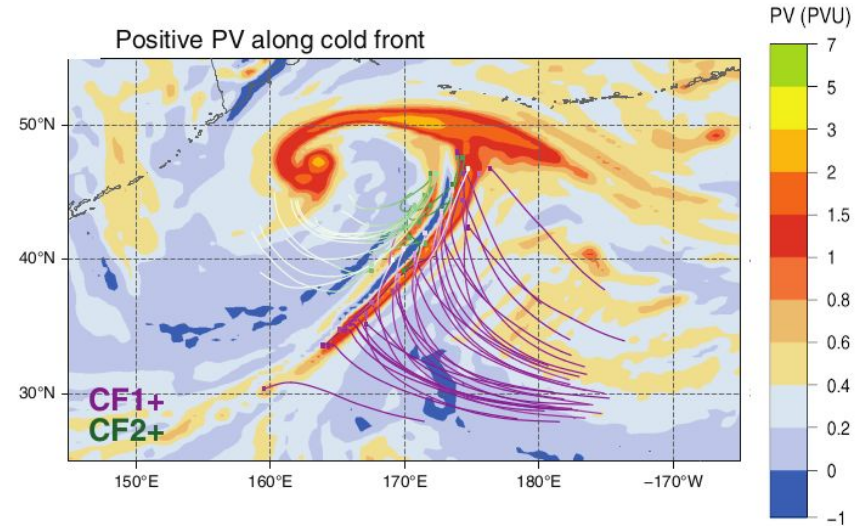 PV (PVU)
Positive PV along cold front
7
5
3
2
1.5
1
0.8
0.6
0.4
0.2
0
−1
50°N
40°N
30°N
CF1+
CF2+
150°E
160°E
170°E
180°E
−170°W